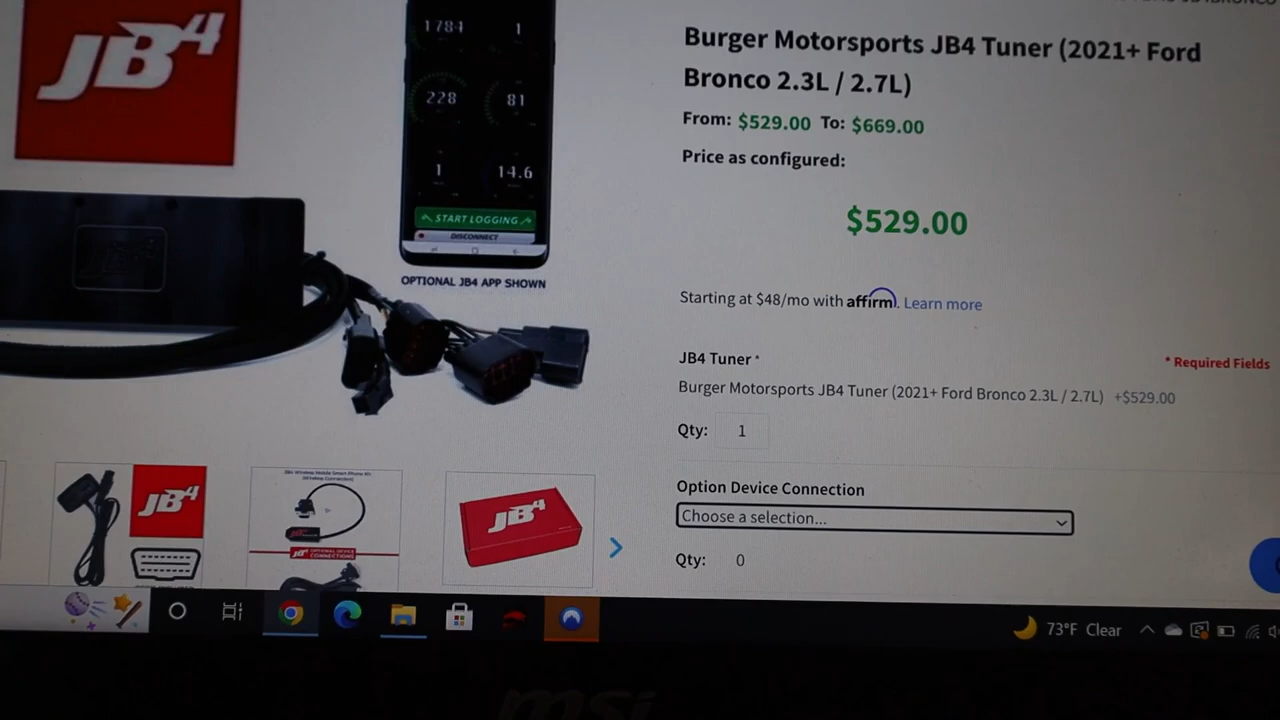 JB4
1784
1
228
81
1
14.6
START LOGGING
DISCONNECT
OPTIONAL JB4 APP SHOWN
Burger Motorsports JB4 Tuner (2021+ Ford
Bronco 2.3L / 2.7L)
From: $529.00 To: $669.00
Price as configured:
$529.00
Starting at $48/mo with affirm. Learn more
JB4 Tuner *
* Required Fields
Burger Motorsports JB4 Tuner (2021+ Ford Bronco 2.3L / 2.7L) +$529.00
Qty: 1
Option Device Connection
Choose a selection...
Qty: 0
JB4
JB4
73°F Clear
msi